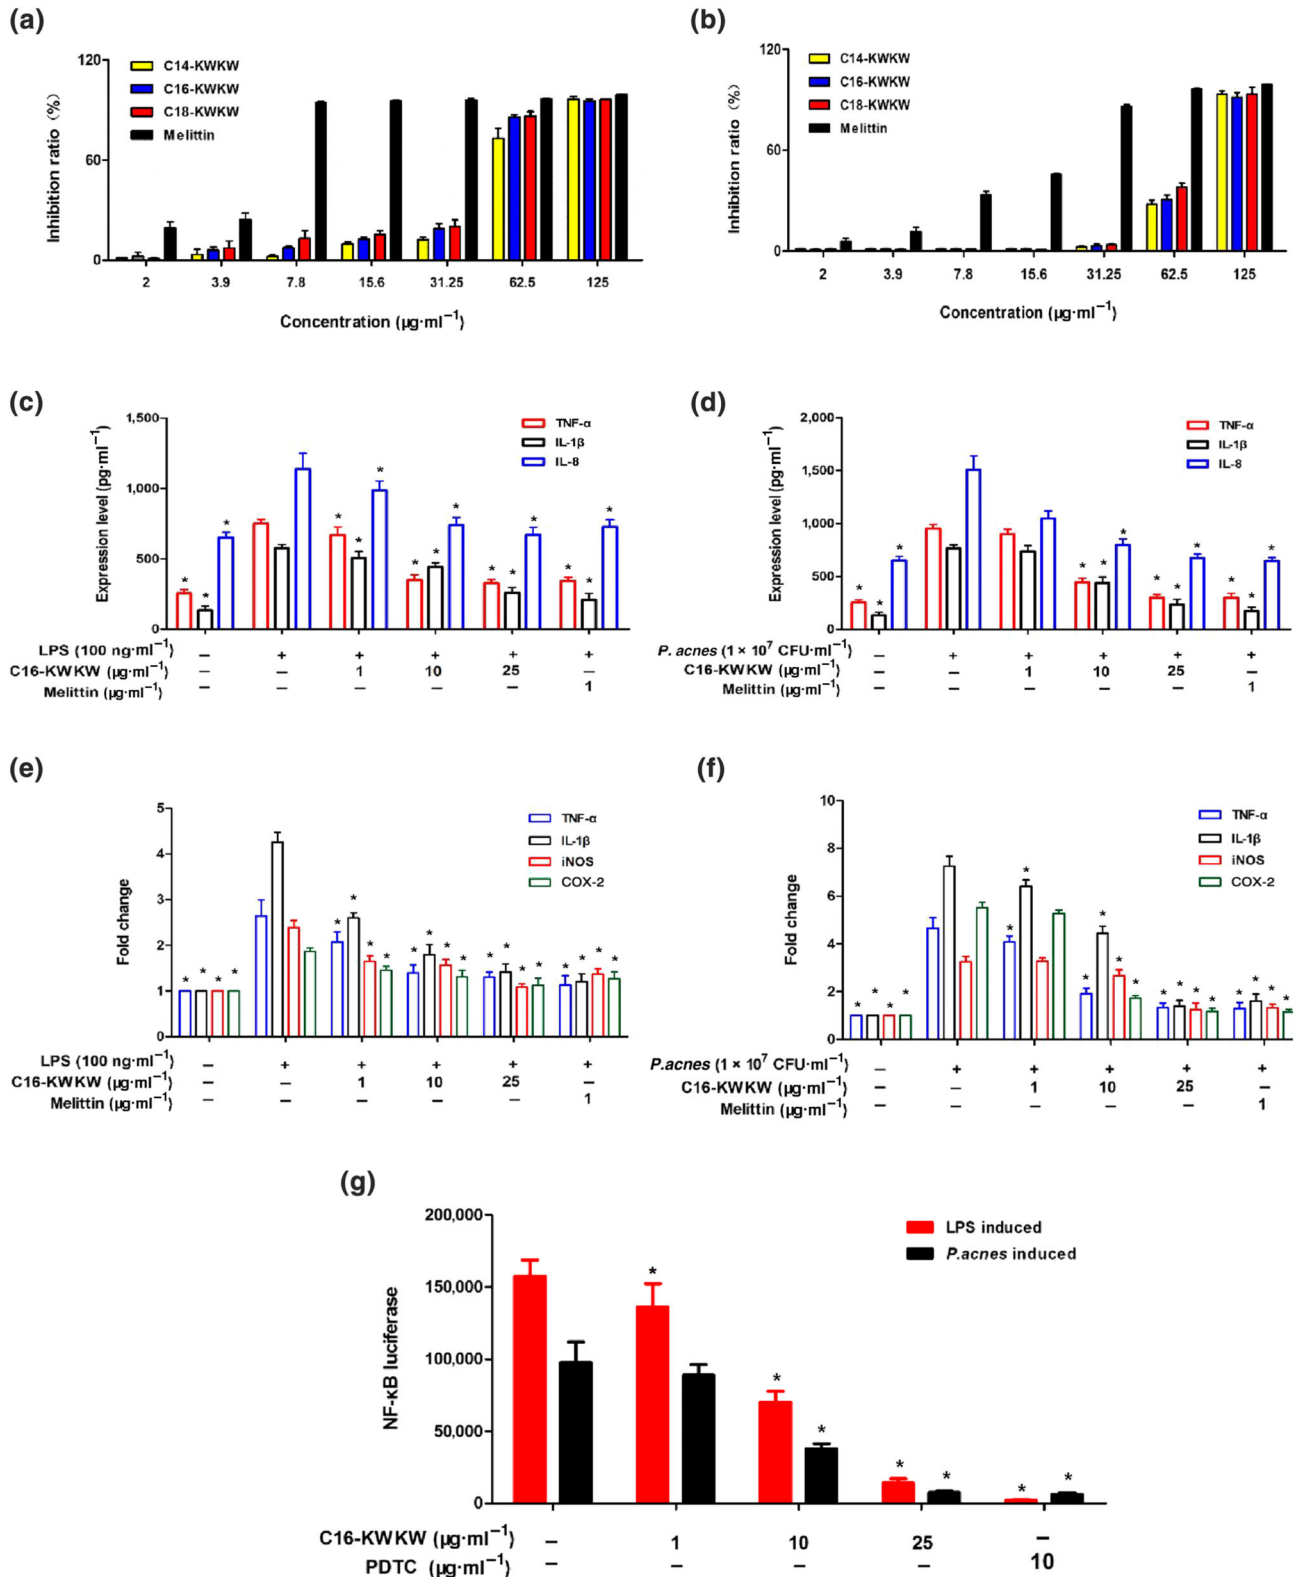 (a)
120
60
0
Inhibition ratio (%)
C14-KWKW
C16-KWKW
C18-KWKW
Melittin
2 3.9 7.8 15.6 31.25 62.5 125
Concentration (µg·ml⁻¹)
(b)
120
60
0
Inhibition ratio (%)
C14-KWKW
C16-KWKW
C18-KWKW
Melittin
2 3.9 7.8 15.6 31.25 62.5 125
Concentration (µg·ml⁻¹)
(c)
1,500
1,000
500
0
Expression level (pg·ml⁻¹)
TNF-α
IL-1β
IL-8
* * * * * * * * * * * * * * *
LPS (100 ng·ml⁻¹) – + + + + +
C16-KWKW (µg·ml⁻¹) – – 1 10 25 –
Melittin (µg·ml⁻¹) – – – – – 1
(d)
2,000
1,500
1,000
500
0
Expression level (pg·ml⁻¹)
TNF-α
IL-1β
IL-8
* * * * * * * * * * * *
P. acnes (1 × 10⁷ CFU·ml⁻¹) – + + + + +
C16-KWKW (µg·ml⁻¹) – – 1 10 25 –
Melittin (µg·ml⁻¹) – – – – – 1
(e)
5
4
3
2
1
0
Fold change
TNF-α
IL-1β
iNOS
COX-2
* * * * * * * * * * * * * * * * * * * *
LPS (100 ng·ml⁻¹) – + + + + +
C16-KWKW (µg·ml⁻¹) – – 1 10 25 –
Melittin (µg·ml⁻¹) – – – – – 1
(f)
10
8
6
4
2
0
Fold change
TNF-α
IL-1β
iNOS
COX-2
* * * * * * * * * * * * * * * * * *
P.acnes (1 × 10⁷ CFU·ml⁻¹) – + + + + +
C16-KWKW (µg·ml⁻¹) – – 1 10 25 –
Melittin (µg·ml⁻¹) – – – – – 1
(g)
200,000
150,000
100,000
50,000
0
NF-κB luciferase
LPS induced
P.acnes induced
* * * * * * *
C16-KWKW (µg·ml⁻¹) – 1 10 25 –
PDTC (µg·ml⁻¹) – – – – 10